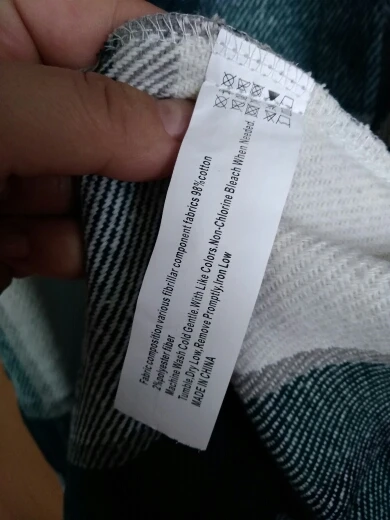 Fabric composition various fibrillar component fabrics 98%cotton
2%polyester fiber
Machine Wash Cold Gentle.With Like Colors.Non-Chlorine Bleach When Needed.
Tumble.Dry Low.Remove Promptly.Iron Low
MADE IN CHINA